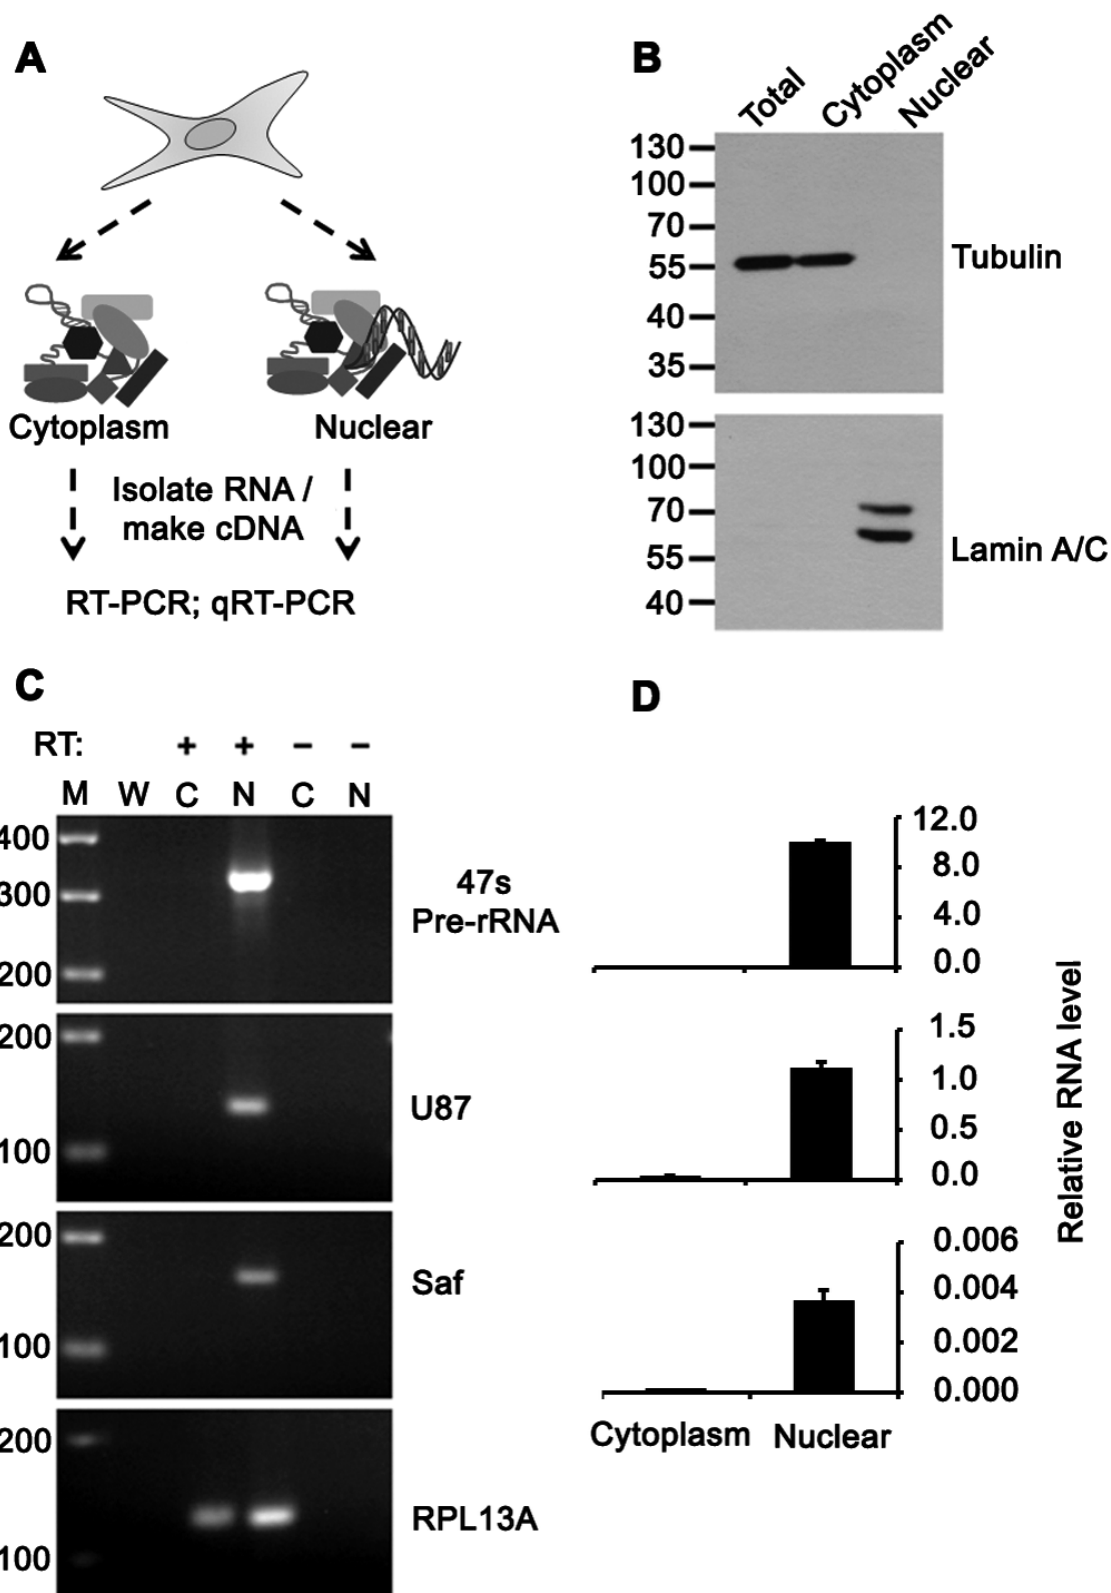 A
Cytoplasm
Nuclear
Isolate RNA /
make cDNA
RT-PCR; qRT-PCR
B
Total
Cytoplasm
Nuclear
130
100
70
55
40
35
Tubulin
130
100
70
55
40
Lamin A/C
C
RT: + + − −
M W C N C N
400
300
200
47s
Pre-rRNA
200
100
U87
200
100
Saf
200
100
RPL13A
D
12.0
8.0
4.0
0.0
1.5
1.0
0.5
0.0
0.006
0.004
0.002
0.000
Relative RNA level
Cytoplasm Nuclear